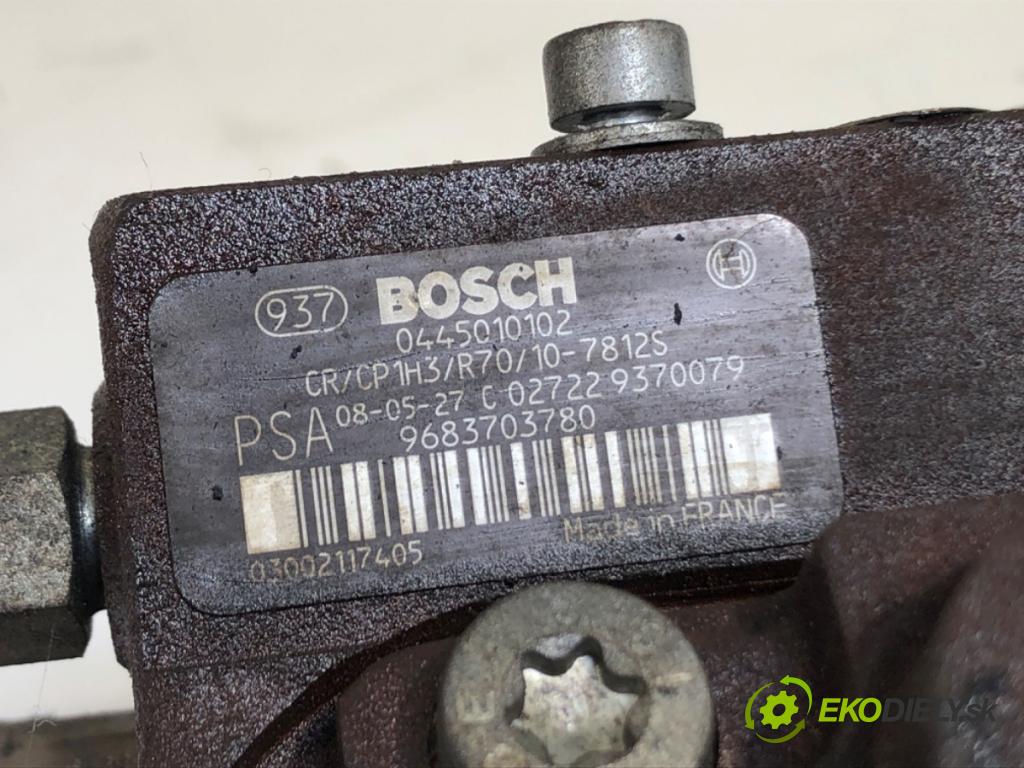 937 BOSCH
0445010102
CR/CP1H3/R70/10-7812S
PSA 08-05-27 C 02722 9370079
9683703780
03002117405 Made in FRANCE
E
EKODIELY.SK